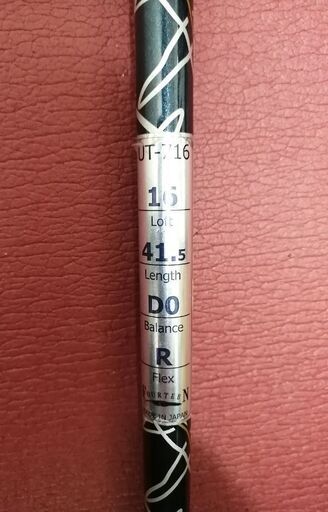 UT-716
16
Loft
41.5
Length
D0
Balance
R
Flex
FOURTEEN
MADE IN JAPAN